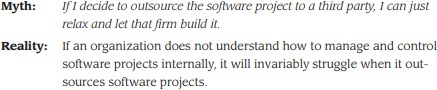 Myth: If I decide to outsource the software project to a third party, I can just
relax and let that firm build it.
Reality: If an organization does not understand how to manage and control
software projects internally, it will invariably struggle when it out-
sources software projects.